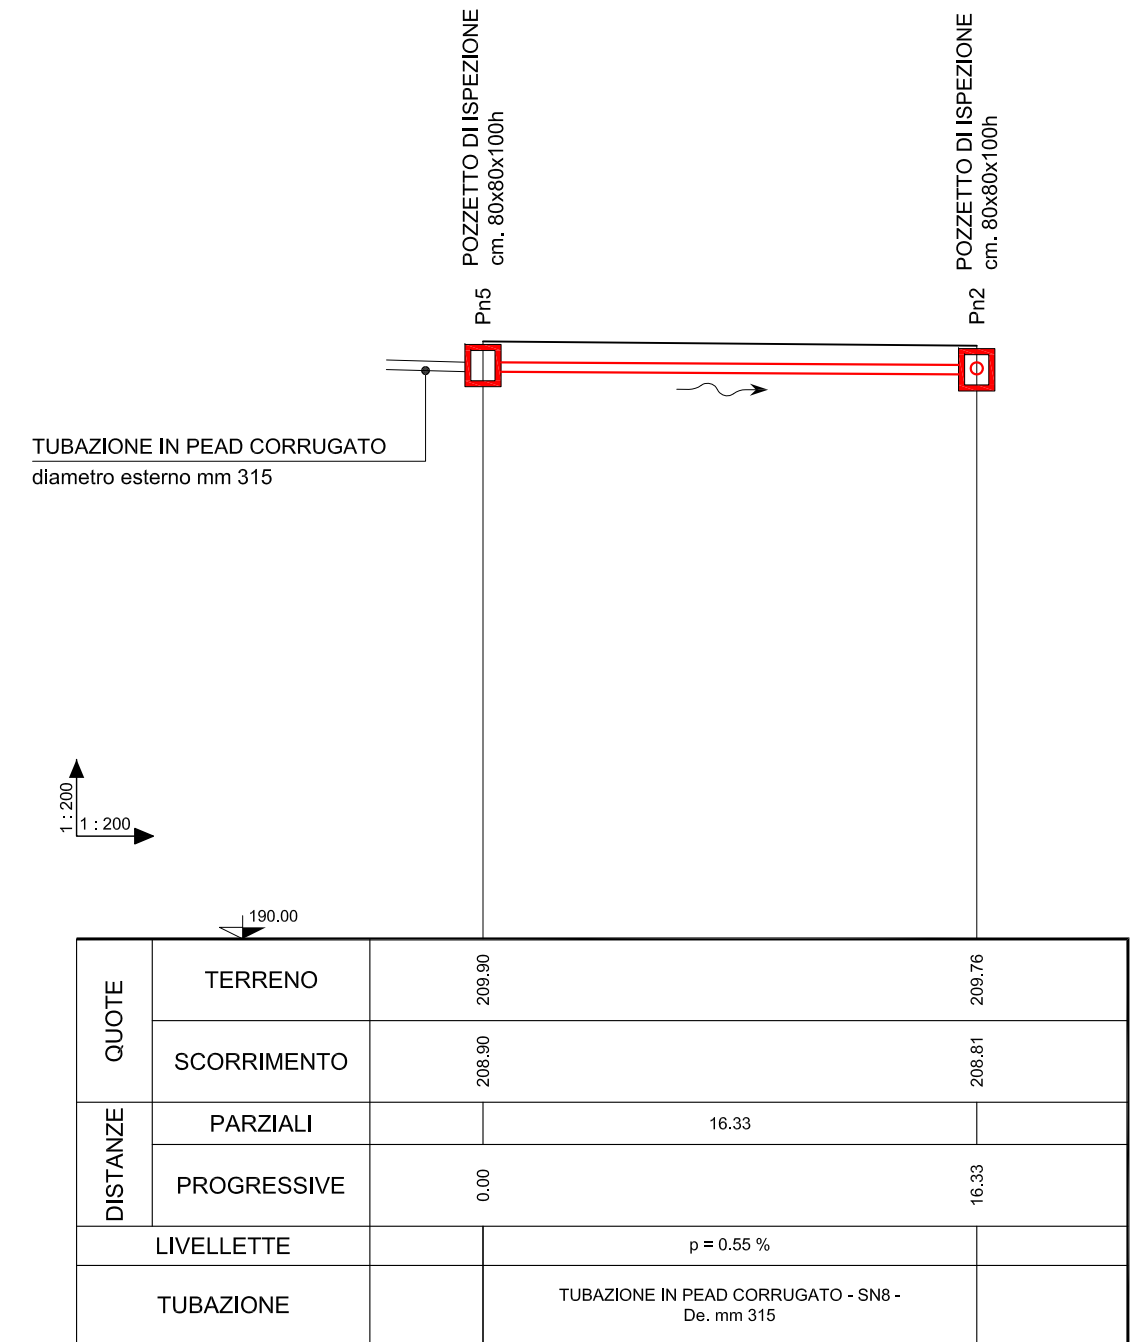 POZZETTO DI ISPEZIONE
cm. 80x80x100h
Pn5
POZZETTO DI ISPEZIONE
cm. 80x80x100h
Pn2
TUBAZIONE IN PEAD CORRUGATO
diametro esterno mm 315
1 : 200
1 : 200
190.00
QUOTE
TERRENO
209.90
209.76
SCORRIMENTO
208.90
208.81
DISTANZE
PARZIALI
16.33
PROGRESSIVE
0.00
16.33
LIVELLETTE
p = 0.55 %
TUBAZIONE
TUBAZIONE IN PEAD CORRUGATO - SN8 -
De. mm 315